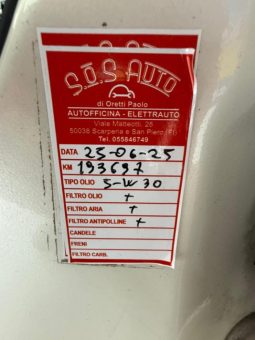 S.O.S AUTO
di Oretti Paolo
AUTOFFICINA - ELETTRAUTO
Viale Matteotti, 25
50038 Scarperia e San Piero (FI)
Tel. 055846749
DATA 25-06-25
KM 193697
TIPO OLIO 5-W30
FILTRO OLIO +
FILTRO ARIA +
FILTRO ANTIPOLLINE +
CANDELE
FRENI
FILTRO CARB.